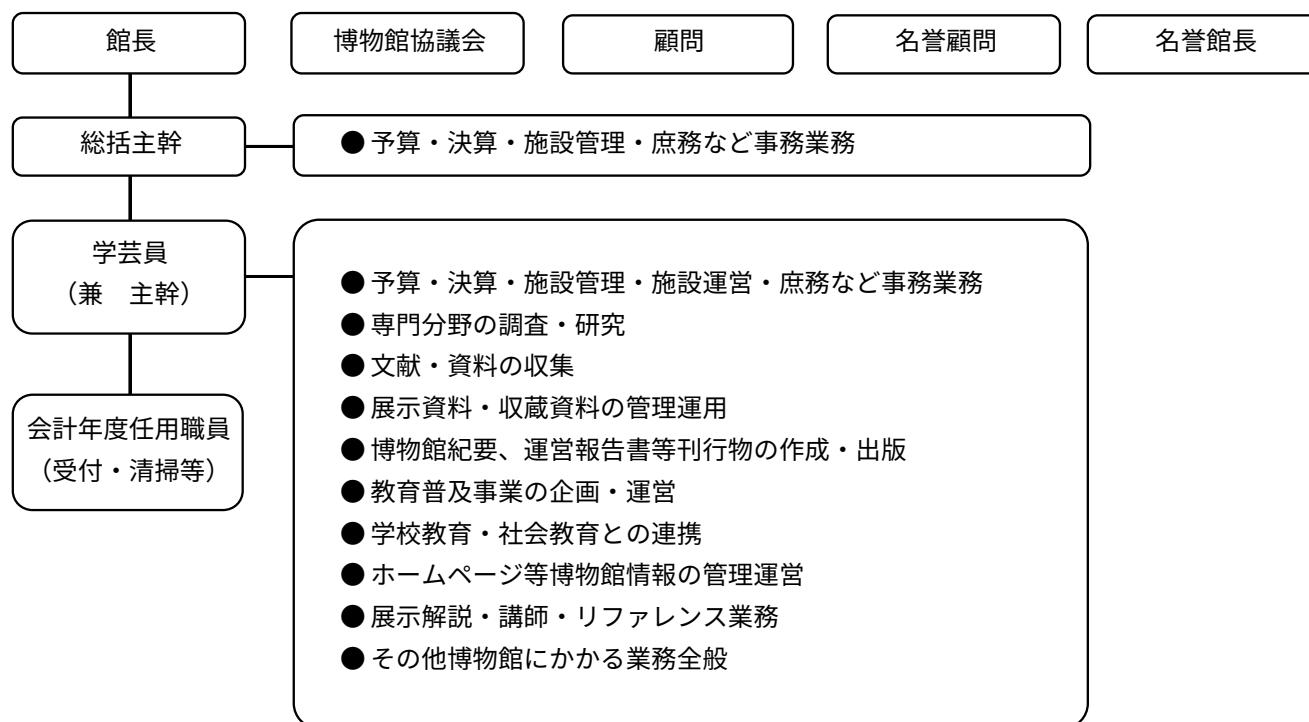 館長
博物館協議会
顧問
名誉顧問
名誉館長
総括主幹
●予算・決算・施設管理・庶務など事務業務
学芸員
（兼　主幹）
●予算・決算・施設管理・施設運営・庶務など事務業務
●専門分野の調査・研究
●文献・資料の収集
●展示資料・収蔵資料の管理運用
●博物館紀要、運営報告書等刊行物の作成・出版
●教育普及事業の企画・運営
●学校教育・社会教育との連携
●ホームページ等博物館情報の管理運営
●展示解説・講師・リファレンス業務
●その他博物館にかかる業務全般
会計年度任用職員
（受付・清掃等）